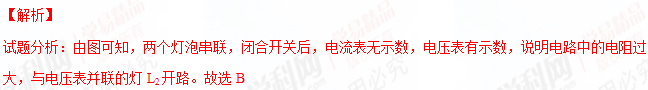 【解析】
试题分析：由图可知，两个灯泡串联，闭合开关后，电流表无示数，电压表有示数，说明电路中的电阻过
大，与电压表并联的灯 L₂开路。故选 B